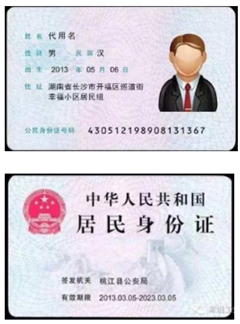 姓名 代用名
性别 男 民族 汉
出生 2013 年 05 月 06 日
住址 湖南省长沙市开福区巡道街
幸福小区居民组
公民身份证号码 430512198908131367
中华人民共和国
居民身份证
签发机关 桃江县公安局
有效期限 2013.03.05-2023.03.05